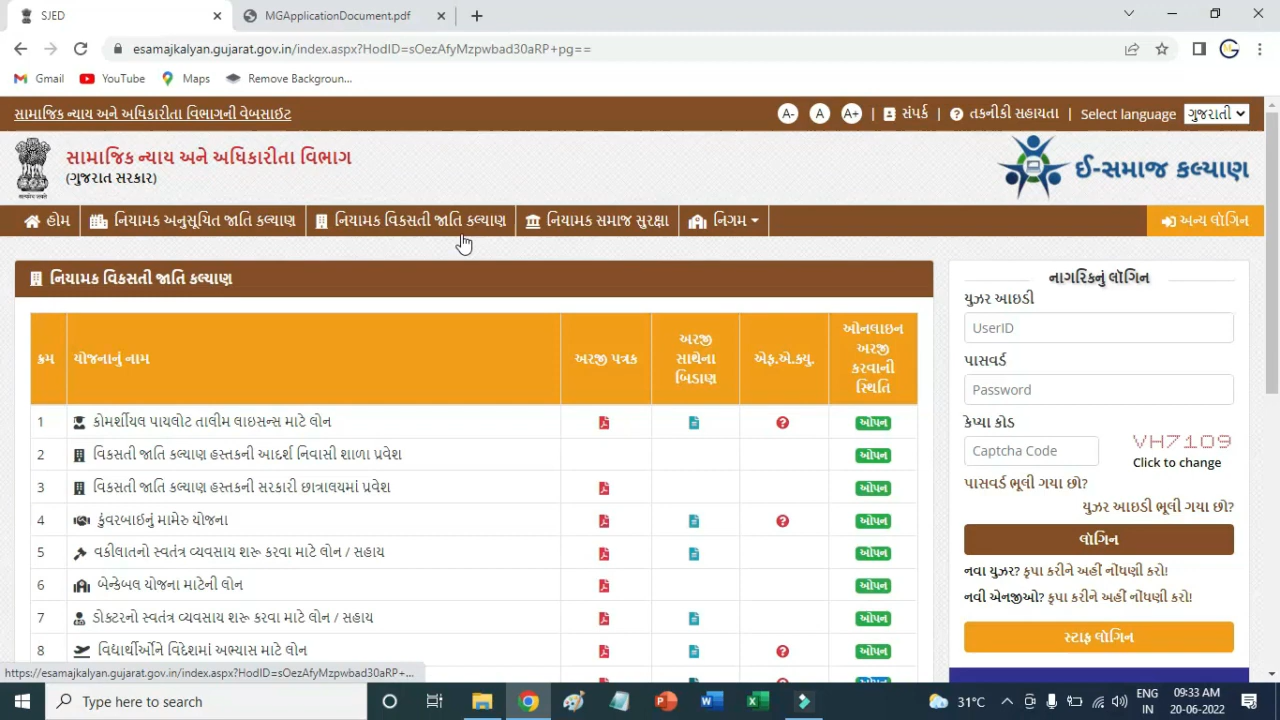 SJED
MGApplicationDocument.pdf
esamajkalyan.gujarat.gov.in/index.aspx?HodID=sOezAfyMzpwbad30aRP+pg==
Gmail YouTube Maps Remove Backgroun...
સામાજિક ન્યાય અને અધિકારીતા વિભાગની વેબસાઇટ
A- A A+ | સંપર્ક | તકનીકી સહાયતા | Select language ગુજરાતી
સામાજિક ન્યાય અને અધિકારીતા વિભાગ
(ગુજરાત સરકાર)
ઈ-સમાજ કલ્યાણ
હોમ નિયામક અનુસૂચિત જાતિ કલ્યાણ નિયામક વિકસતી જાતિ કલ્યાણ નિયામક સમાજ સુરક્ષા નિગમ અન્ય લૉગિન
નિયામક વિકસતી જાતિ કલ્યાણ
ક્રમ યોજનાનું નામ અરજી પત્રક અરજી સાથેના બિડાણ એફ.એ.ક્યુ. ઓનલાઇન અરજી કરવાની સ્થિતિ
1 કોમર્શીયલ પાયલોટ તાલીમ લાઇસન્સ માટે લોન ઓપન
2 વિકસતી જાતિ કલ્યાણ હસ્તકની આદર્શ નિવાસી શાળા પ્રવેશ ઓપન
3 વિકસતી જાતિ કલ્યાણ હસ્તકની સરકારી છાત્રાલયમાં પ્રવેશ ઓપન
4 કુંવરબાઇનું મામેરુ યોજના ઓપન
5 વકીલાતનો સ્વતંત્ર વ્યવસાય શરૂ કરવા માટે લોન / સહાય ઓપન
6 બેન્કેબલ યોજના માટેની લોન ઓપન
7 ડોક્ટરનો સ્વતંત્ર વ્યવસાય શરૂ કરવા માટે લોન / સહાય ઓપન
8 વિદ્યાર્થીઓને વિદેશમાં અભ્યાસ માટે લોન ઓપન
નાગરિકનું લૉગિન
યુઝર આઇડી
UserID
પાસવર્ડ
Password
કેપ્ચા કોડ
Captcha Code
VH7109
Click to change
પાસવર્ડ ભૂલી ગયા છો?
યુઝર આઇડી ભૂલી ગયા છો?
લૉગિન
નવા યુઝર? કૃપા કરીને અહીં નોંધણી કરો!
નવી એનજીઓ? કૃપા કરીને અહીં નોંધણી કરો!
સ્ટાફ લૉગિન
https://esamajkalyan.gujarat.gov.in/index.aspx?HodID=sOezAfyMzpwbad30aRP+...
Type here to search
31°C
ENG
IN
09:33 AM
20-06-2022